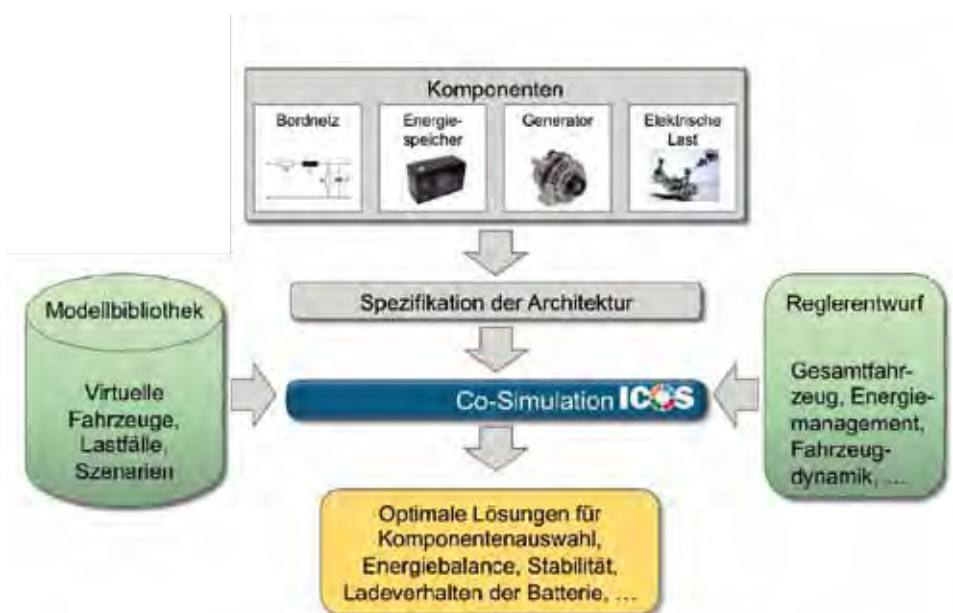 Komponenten
Bordnetz
Energie-
speicher
Generator
Elektrische
Last
Modellbibliothek
Virtuelle
Fahrzeuge,
Lastfälle,
Szenarien
Spezifikation der Architektur
Co-Simulation ICOS
Reglerentwurf
Gesamtfahr-
zeug, Energie-
management,
Fahrzeug-
dynamik, ...
Optimale Lösungen für
Komponentenauswahl,
Energiebalance, Stabilität,
Ladeverhalten der Batterie, ...